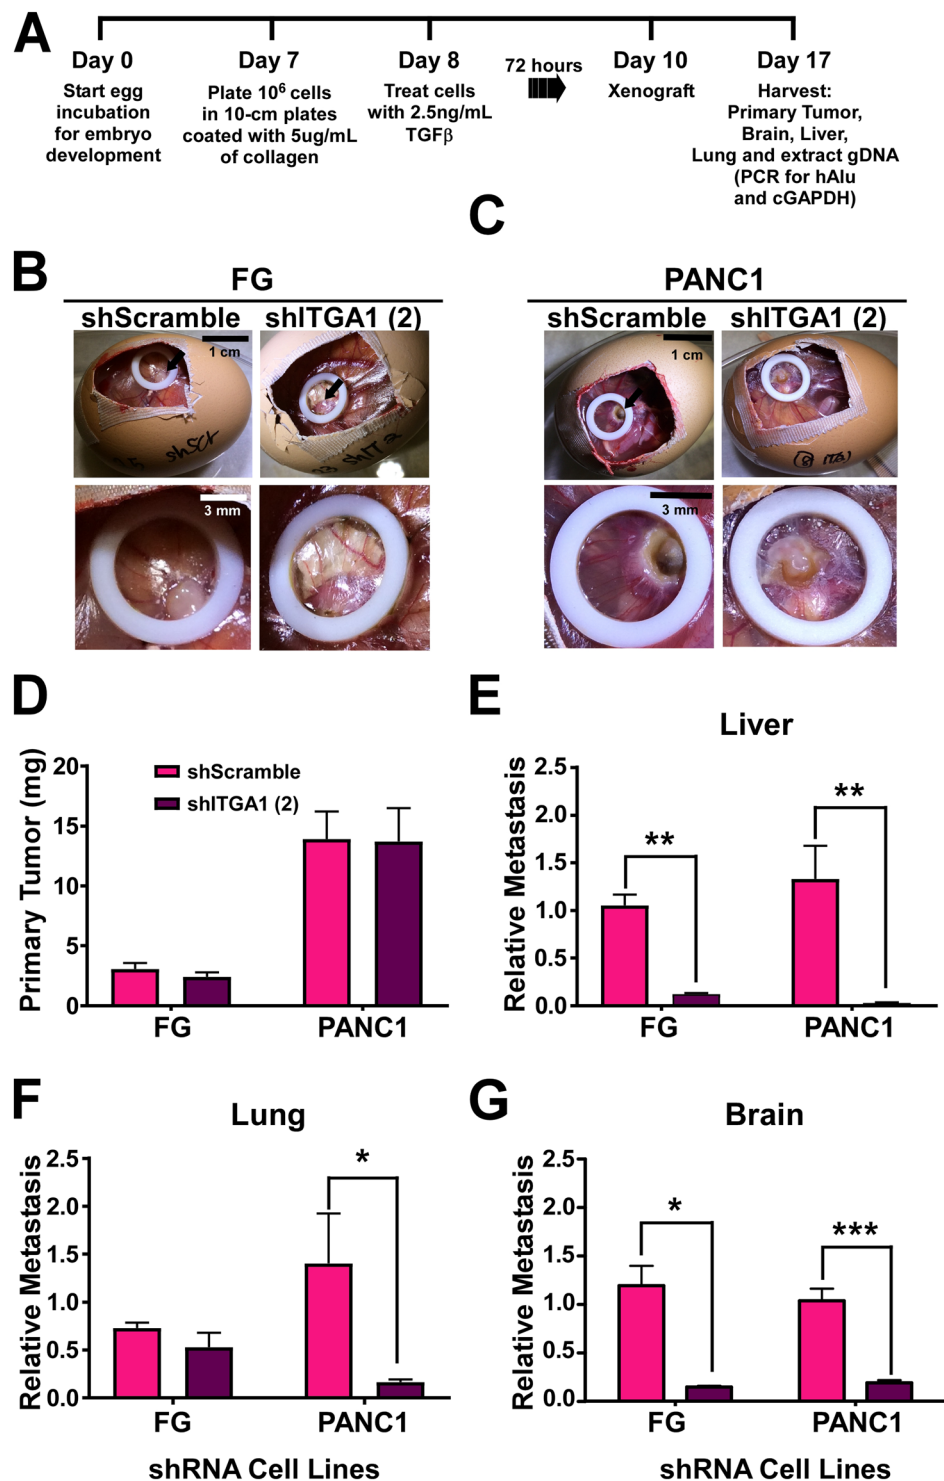 A
Day 0
Start egg
incubation
for embryo
development
Day 7
Plate 10⁶ cells
in 10-cm plates
coated with 5ug/mL
of collagen
Day 8
Treat cells
with 2.5ng/mL
TGFβ
72 hours
Day 10
Xenograft
Day 17
Harvest:
Primary Tumor,
Brain, Liver,
Lung and extract gDNA
(PCR for hAlu
and cGAPDH)
B
FG
shScramble
shITGA1 (2)
1 cm
shSCr
3 mm
C
PANC1
shScramble
shITGA1 (2)
1 cm
3 mm
D
Primary Tumor (mg)
20
15
10
5
0
shScramble
shITGA1 (2)
FG
PANC1
E
Liver
Relative Metastasis
2.5
2.0
1.5
1.0
0.5
0.0
**
**
FG
PANC1
F
Lung
Relative Metastasis
2.5
2.0
1.5
1.0
0.5
0.0
*
FG
PANC1
shRNA Cell Lines
G
Brain
Relative Metastasis
2.5
2.0
1.5
1.0
0.5
0.0
*
***
FG
PANC1
shRNA Cell Lines